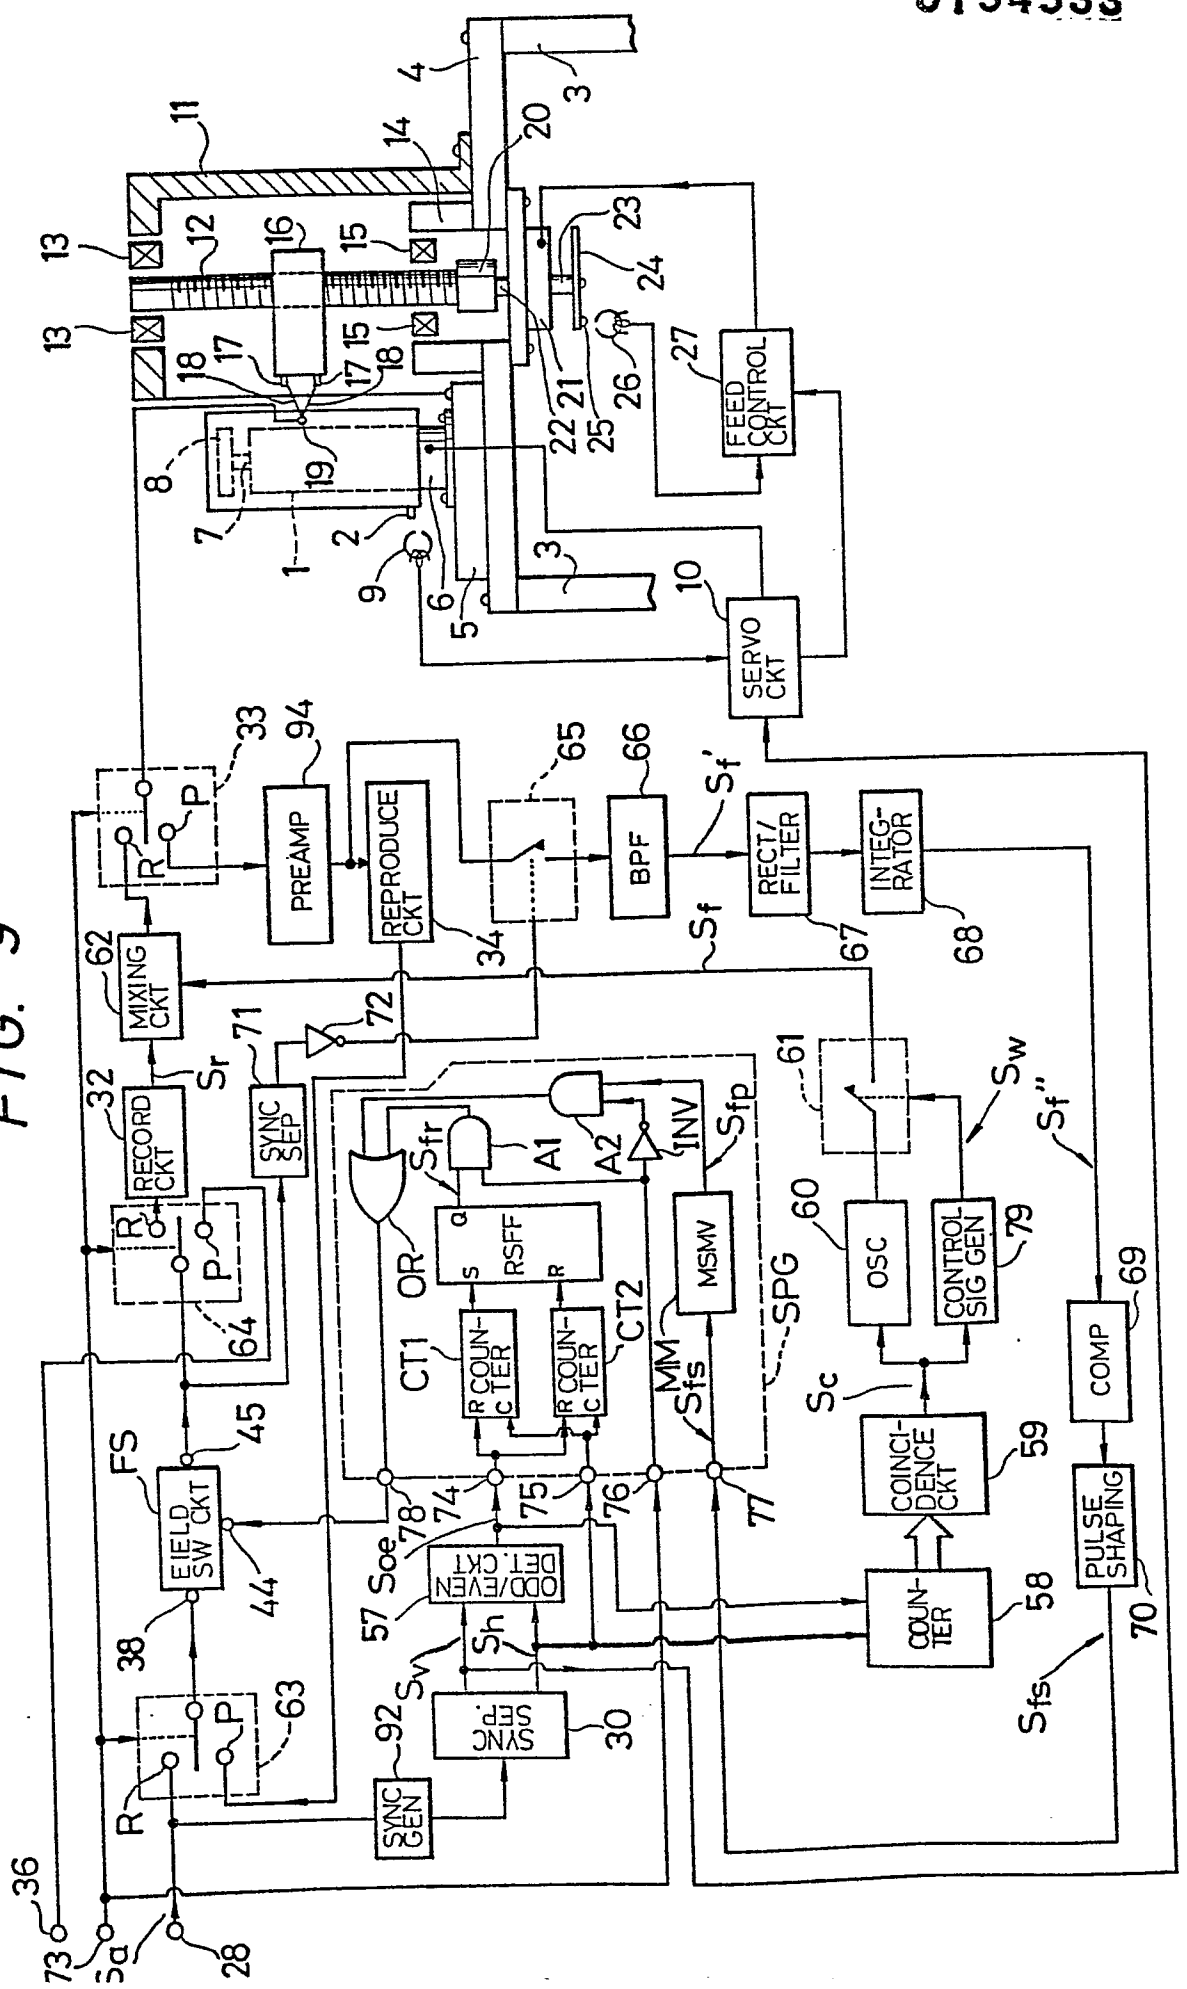 FIG. 9
36
73
Sa
28
R
P
63
38
FIELD
SW CKT
FS
44
45
64
R
P
RECORD
CKT
32
Sr
MIXING
CKT
62
R
P
33
PREAMP
94
REPRODUCE
CKT
34
SYNC
SEP
71
72
65
BPF
66
Sf'
RECT/
FILTER
67
INTEG-
RATOR
68
Sf
SYNC
GEN
92
SYNC
SEP.
30
Sv
Sh
ODD/EVEN
DET. CKT
57
Soe
78
74
75
76
77
R COUN-
C TER
CT1
R COUN-
C TER
CT2
S
R
Q
RSFF
Sfr
OR
A1
A2
INV
MSMV
MM
Sfs
Sfp
SPG
COUN-
TER
58
COINCI-
DENCE
CKT
59
Sc
OSC
60
CONTROL
SIG GEN
79
61
Sw
Sf"
COMP
69
PULSE
SHAPING
70
Sfs
SERVO
CKT
10
FEED
CONTROL
CKT
27
1
2
3
3
4
5
6
7
8
9
11
12
13
13
14
15
15
16
17
17
18
18
19
20
21
22
23
24
25
26